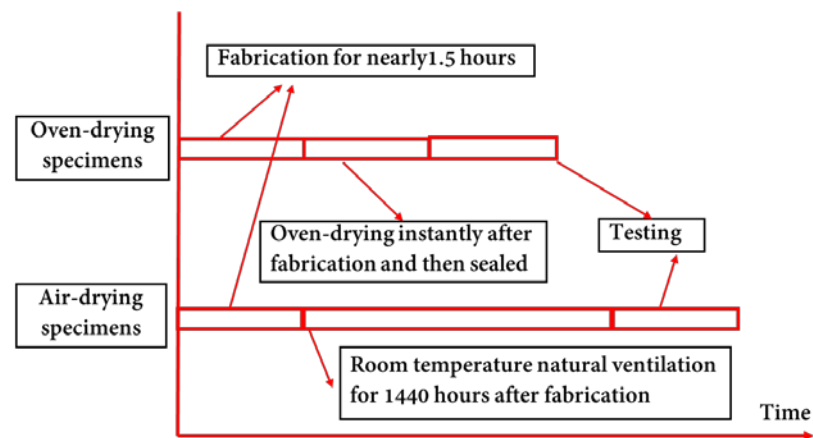 Fabrication for nearly1.5 hours
Oven-drying
specimens
Oven-drying instantly after
fabrication and then sealed
Testing
Air-drying
specimens
Room temperature natural ventilation
for 1440 hours after fabrication
Time